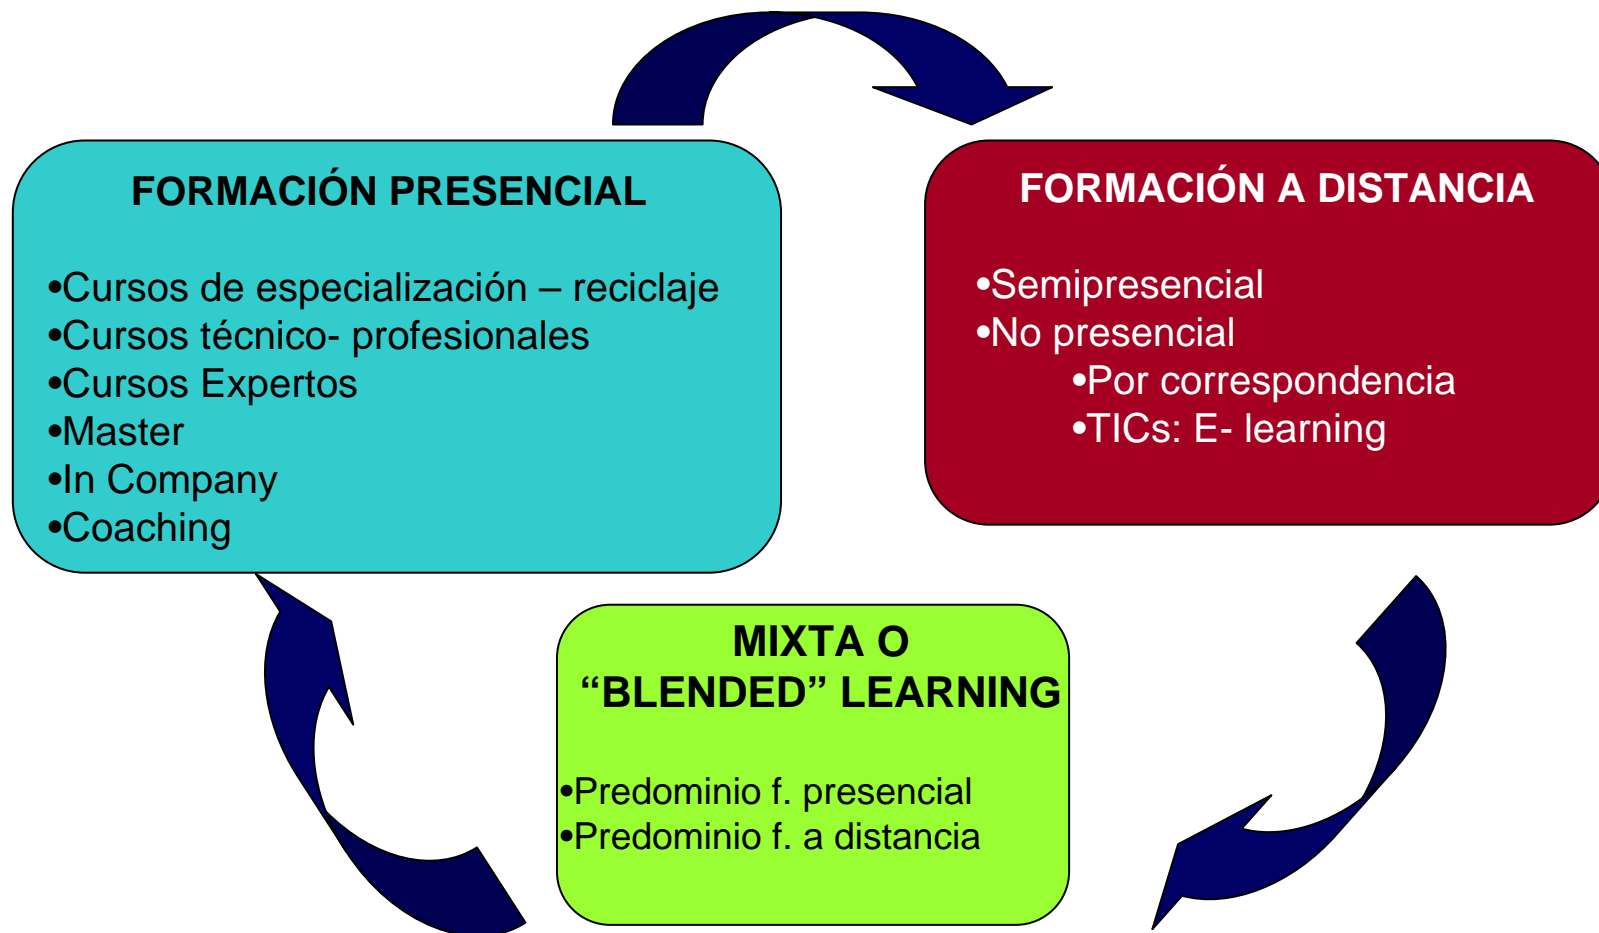 FORMACIÓN PRESENCIAL
•Cursos de especialización – reciclaje
•Cursos técnico- profesionales
•Cursos Expertos
•Master
•In Company
•Coaching
FORMACIÓN A DISTANCIA
•Semipresencial
•No presencial
•Por correspondencia
•TICs: E- learning
MIXTA O
“BLENDED” LEARNING
•Predominio f. presencial
•Predominio f. a distancia